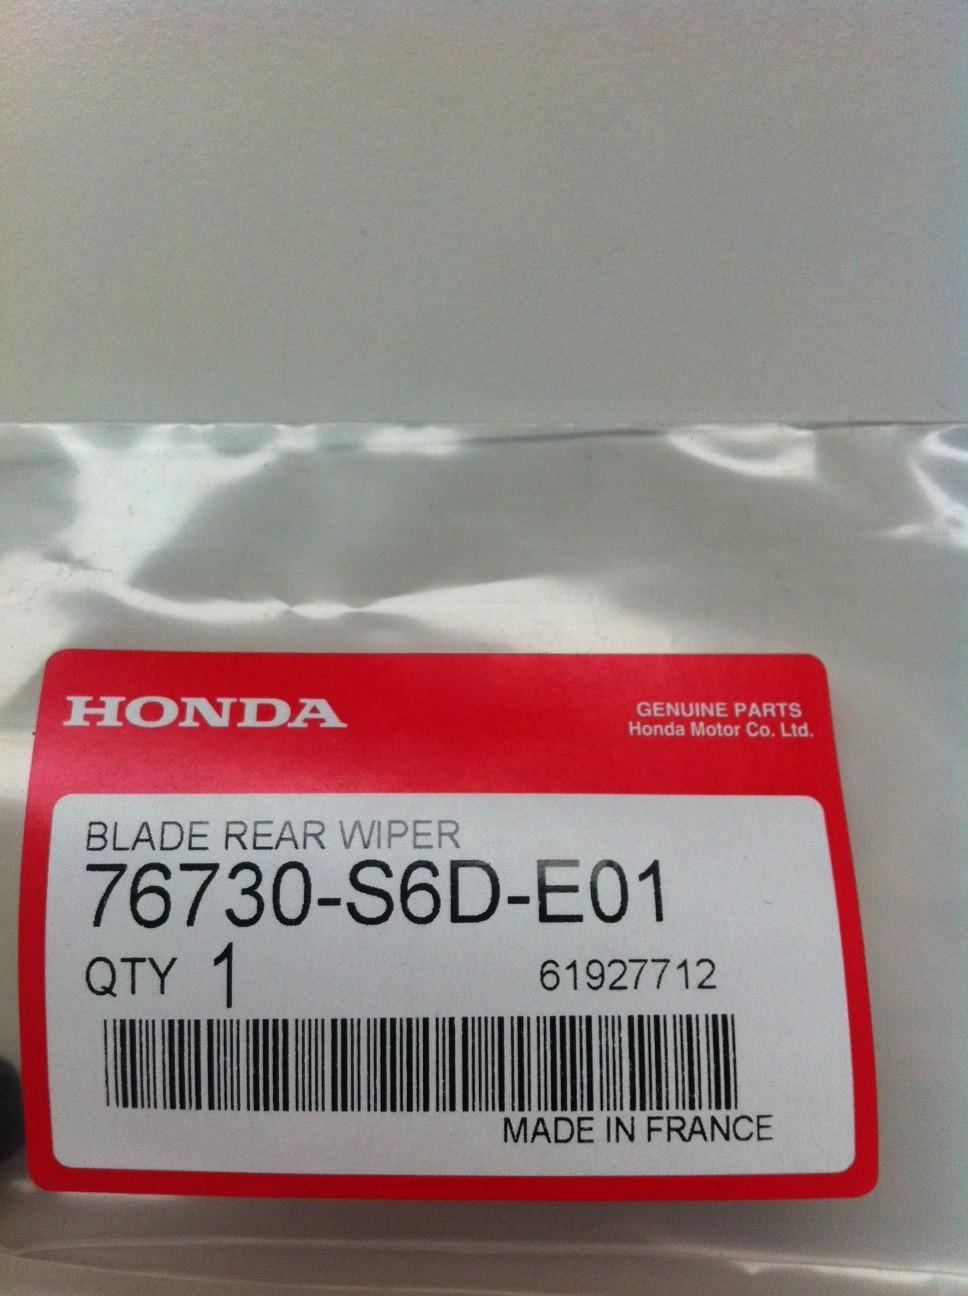 HONDA
GENUINE PARTS
Honda Motor Co. Ltd.
BLADE REAR WIPER
76730-S6D-E01
QTY 1 61927712
MADE IN FRANCE